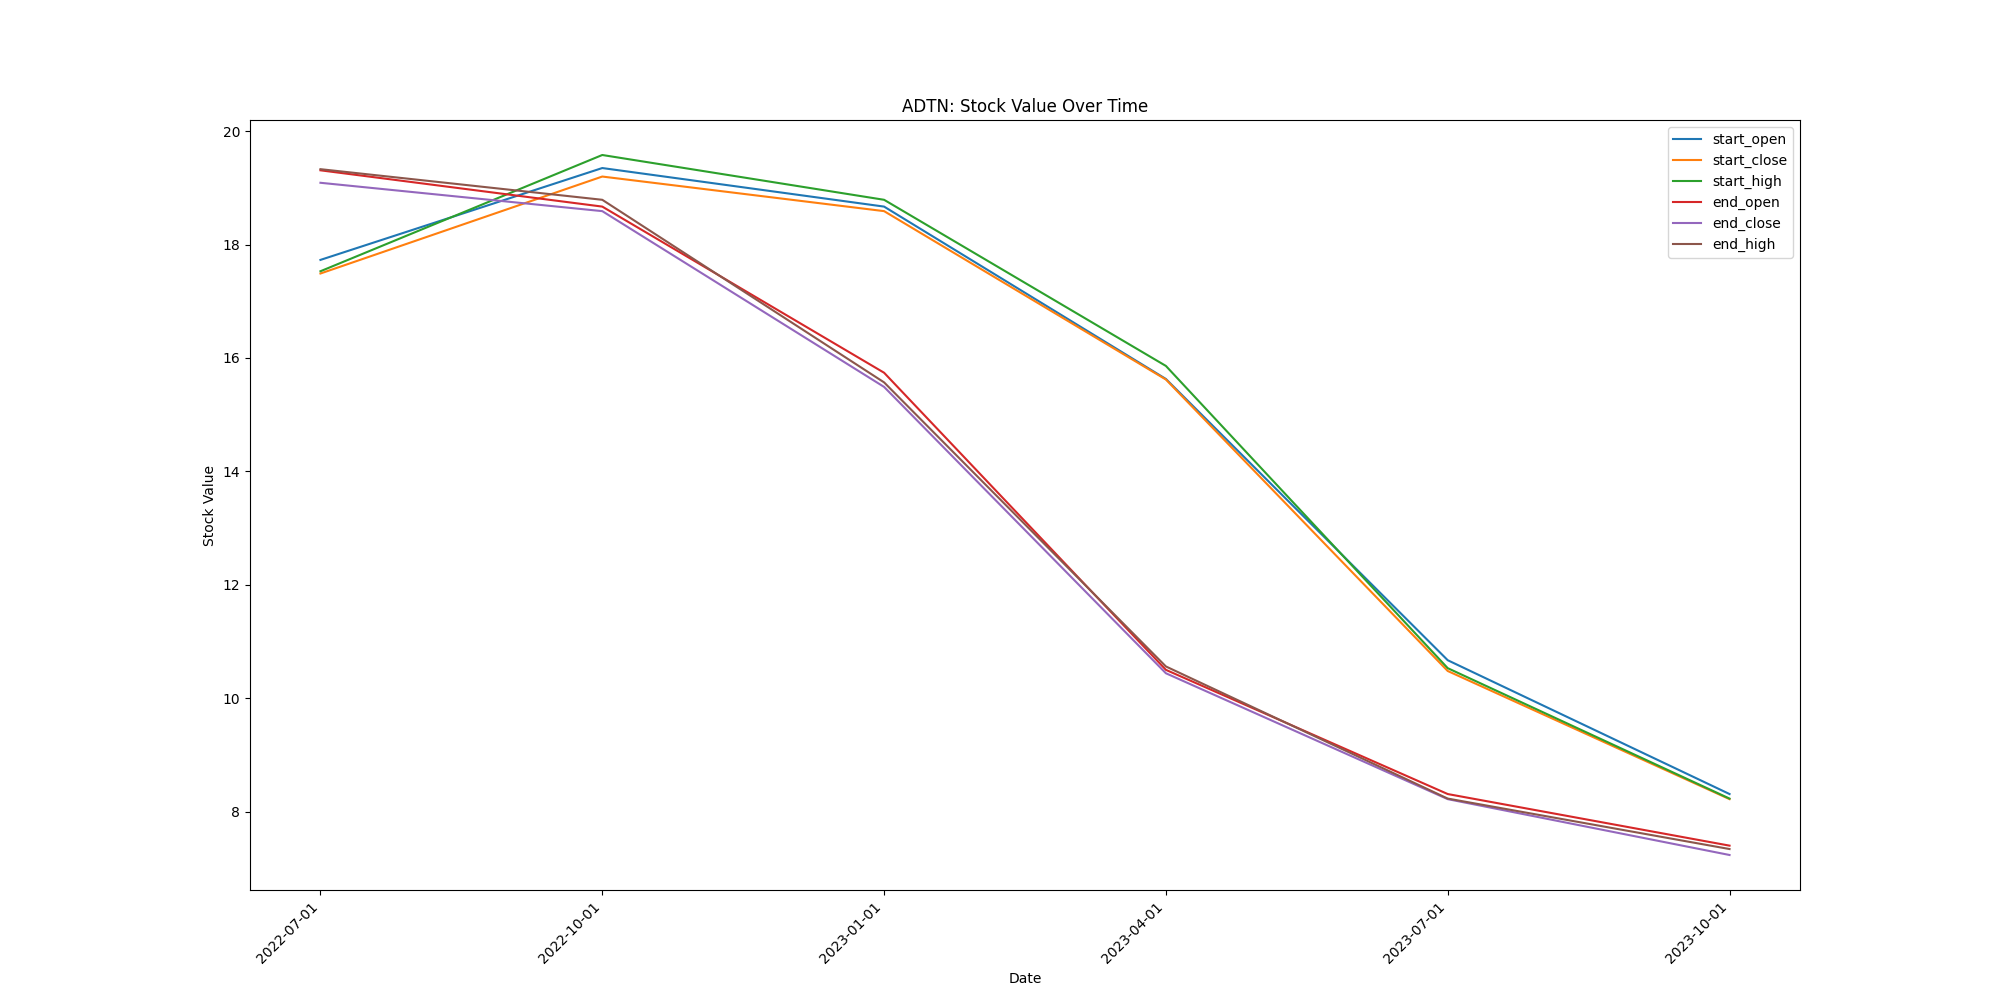 ADTN: Stock Value Over Time
20
18
16
14
12
10
8
Stock Value
start_open
start_close
start_high
end_open
end_close
end_high
2022-07-01
2022-10-01
2023-01-01
2023-04-01
2023-07-01
2023-10-01
Date